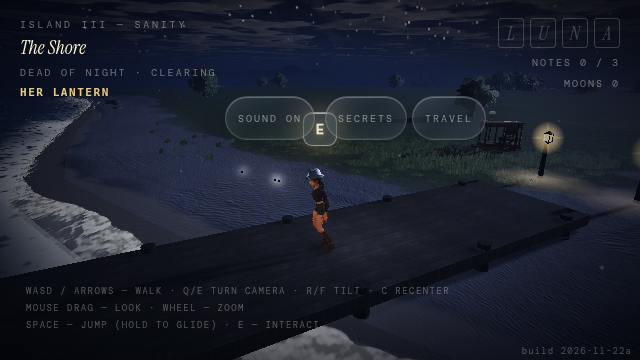 ISLAND III — SANITY
The Shore
DEAD OF NIGHT · CLEARING
HER LANTERN
L U N A
NOTES 0 / 3
MOONS 0
SOUND ON
E
SECRETS
TRAVEL
WASD / ARROWS — WALK · Q/E TURN CAMERA · R/F TILT · C RECENTER
MOUSE DRAG — LOOK · WHEEL — ZOOM
SPACE — JUMP (HOLD TO GLIDE) · E — INTERACT
build 2026-11-22a